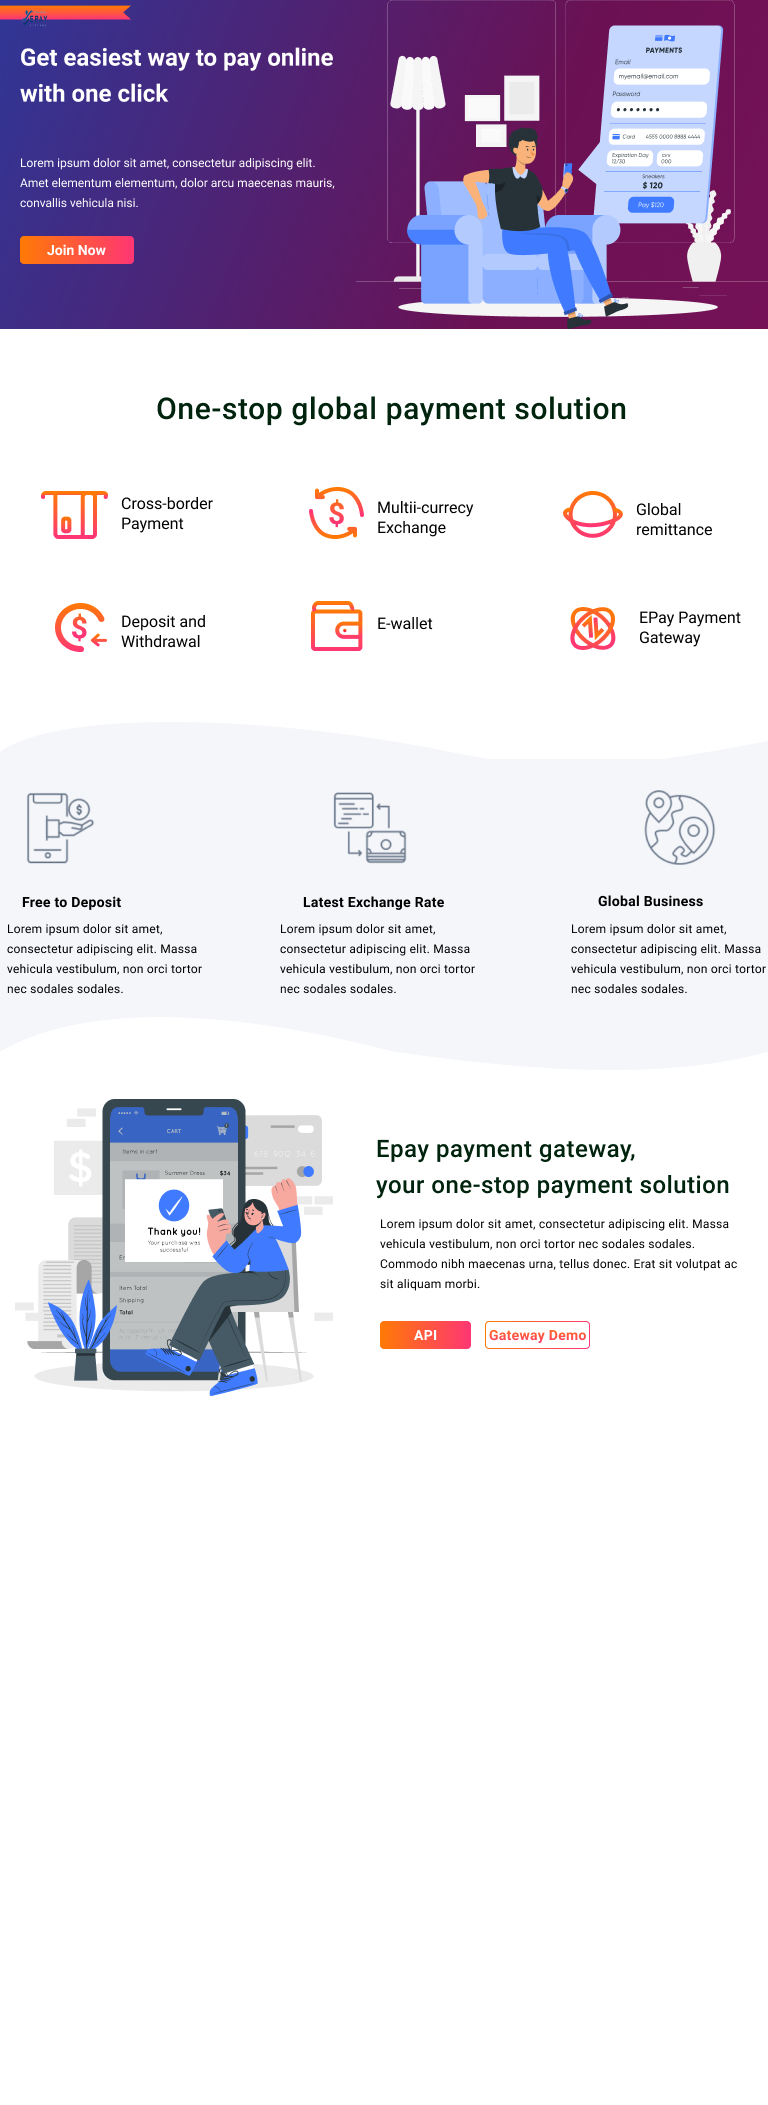 EPAY
Get easiest way to pay online
with one click
Lorem ipsum dolor sit amet, consectetur adipiscing elit.
Amet elementum elementum, dolor arcu maecenas mauris,
convallis vehicula nisi.
Join Now
PAYMENTS
Email
myemail@email.com
Password
Card 4555 0000 8888 4444
Expiration Day
12/30
CVV
000
Sneakers
$ 120
Pay $120
One-stop global payment solution
Cross-border
Payment
Multii-currecy
Exchange
Global
remittance
Deposit and
Withdrawal
E-wallet
EPay Payment
Gateway
Free to Deposit
Lorem ipsum dolor sit amet,
consectetur adipiscing elit. Massa
vehicula vestibulum, non orci tortor
nec sodales sodales.
Latest Exchange Rate
Lorem ipsum dolor sit amet,
consectetur adipiscing elit. Massa
vehicula vestibulum, non orci tortor
nec sodales sodales.
Global Business
Lorem ipsum dolor sit amet,
consectetur adipiscing elit. Massa
vehicula vestibulum, non orci tortor
nec sodales sodales.
CART
Items in cart
Summer Dress $34
678 9012 34 5
Thank you!
Your purchase was
successful
Item Total
Shipping
Total
Epay payment gateway,
your one-stop payment solution
Lorem ipsum dolor sit amet, consectetur adipiscing elit. Massa
vehicula vestibulum, non orci tortor nec sodales sodales.
Commodo nibh maecenas urna, tellus donec. Erat sit volutpat ac
sit aliquam morbi.
API
Gateway Demo